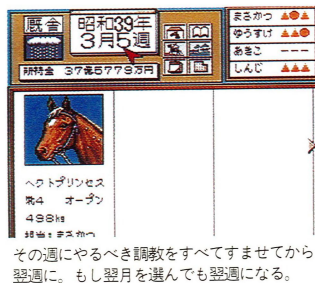 厩舎
昭和39年
3月5週
所持金 37億5779万円
まさかつ ▲●▲
ゆうすけ ▲▲●
あきこ ---
しんじ ▲▲▲
ヘクトプリンセス
牝4 オープン
498kg
担当:まさかつ
その週にやるべき調教をすべてすませてから
翌週に。もし翌月を選んでも翌週になる。